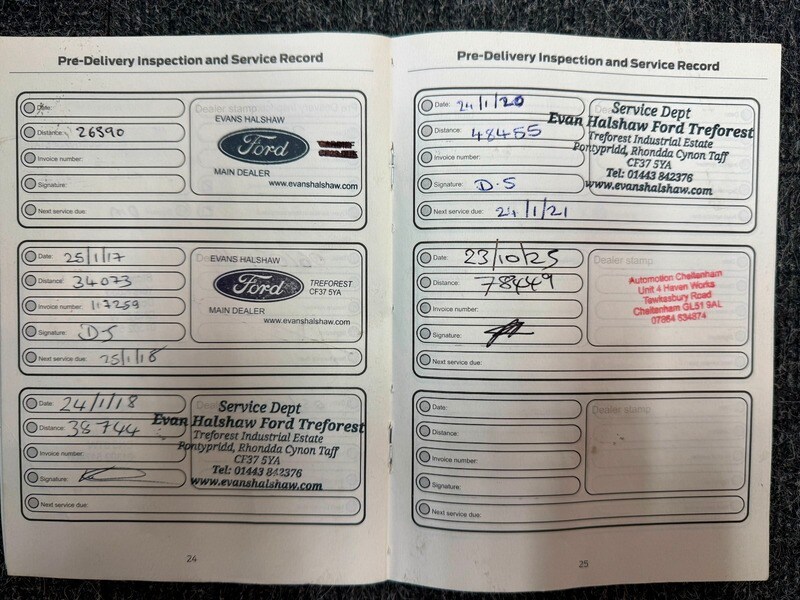 Pre-Delivery Inspection and Service Record
Date:
Dealer stamp
Distance: 26390
Invoice number:
Signature:
Next service due:
EVANS HALSHAW
Ford
MAIN DEALER
www.evanshalshaw.com
Date: 25/1/17
Distance: 34073
Invoice number: 117259
Signature: D-S
Next service due: 25/1/18
Dealer stamp
EVANS HALSHAW
Ford
TREFOREST
CF37 5YA
MAIN DEALER
www.evanshalshaw.com
Date: 24/1/18
Distance: 38744
Invoice number:
Signature:
Next service due:
Service Dept
Evan Halshaw Ford Treforest
Treforest Industrial Estate
Pontypridd, Rhondda Cynon Taff
CF37 5YA
Tel: 01443 842376
www.evanshalshaw.com
24
Pre-Delivery Inspection and Service Record
Date: 24/1/20
Distance: 48455
Invoice number:
Signature: D.S
Next service due: 24/1/21
Service Dept
Evan Halshaw Ford Treforest
Treforest Industrial Estate
Pontypridd, Rhondda Cynon Taff
CF37 5YA
Tel: 01443 842376
www.evanshalshaw.com
Date: 23/10/25
Distance: 78449
Invoice number:
Signature:
Next service due:
Dealer stamp
Automotion Cheltenham
Unit 4 Haven Works
Tewkesbury Road
Cheltenham GL51 9AL
07864 634874
Date:
Distance:
Invoice number:
Signature:
Next service due:
Dealer stamp
25